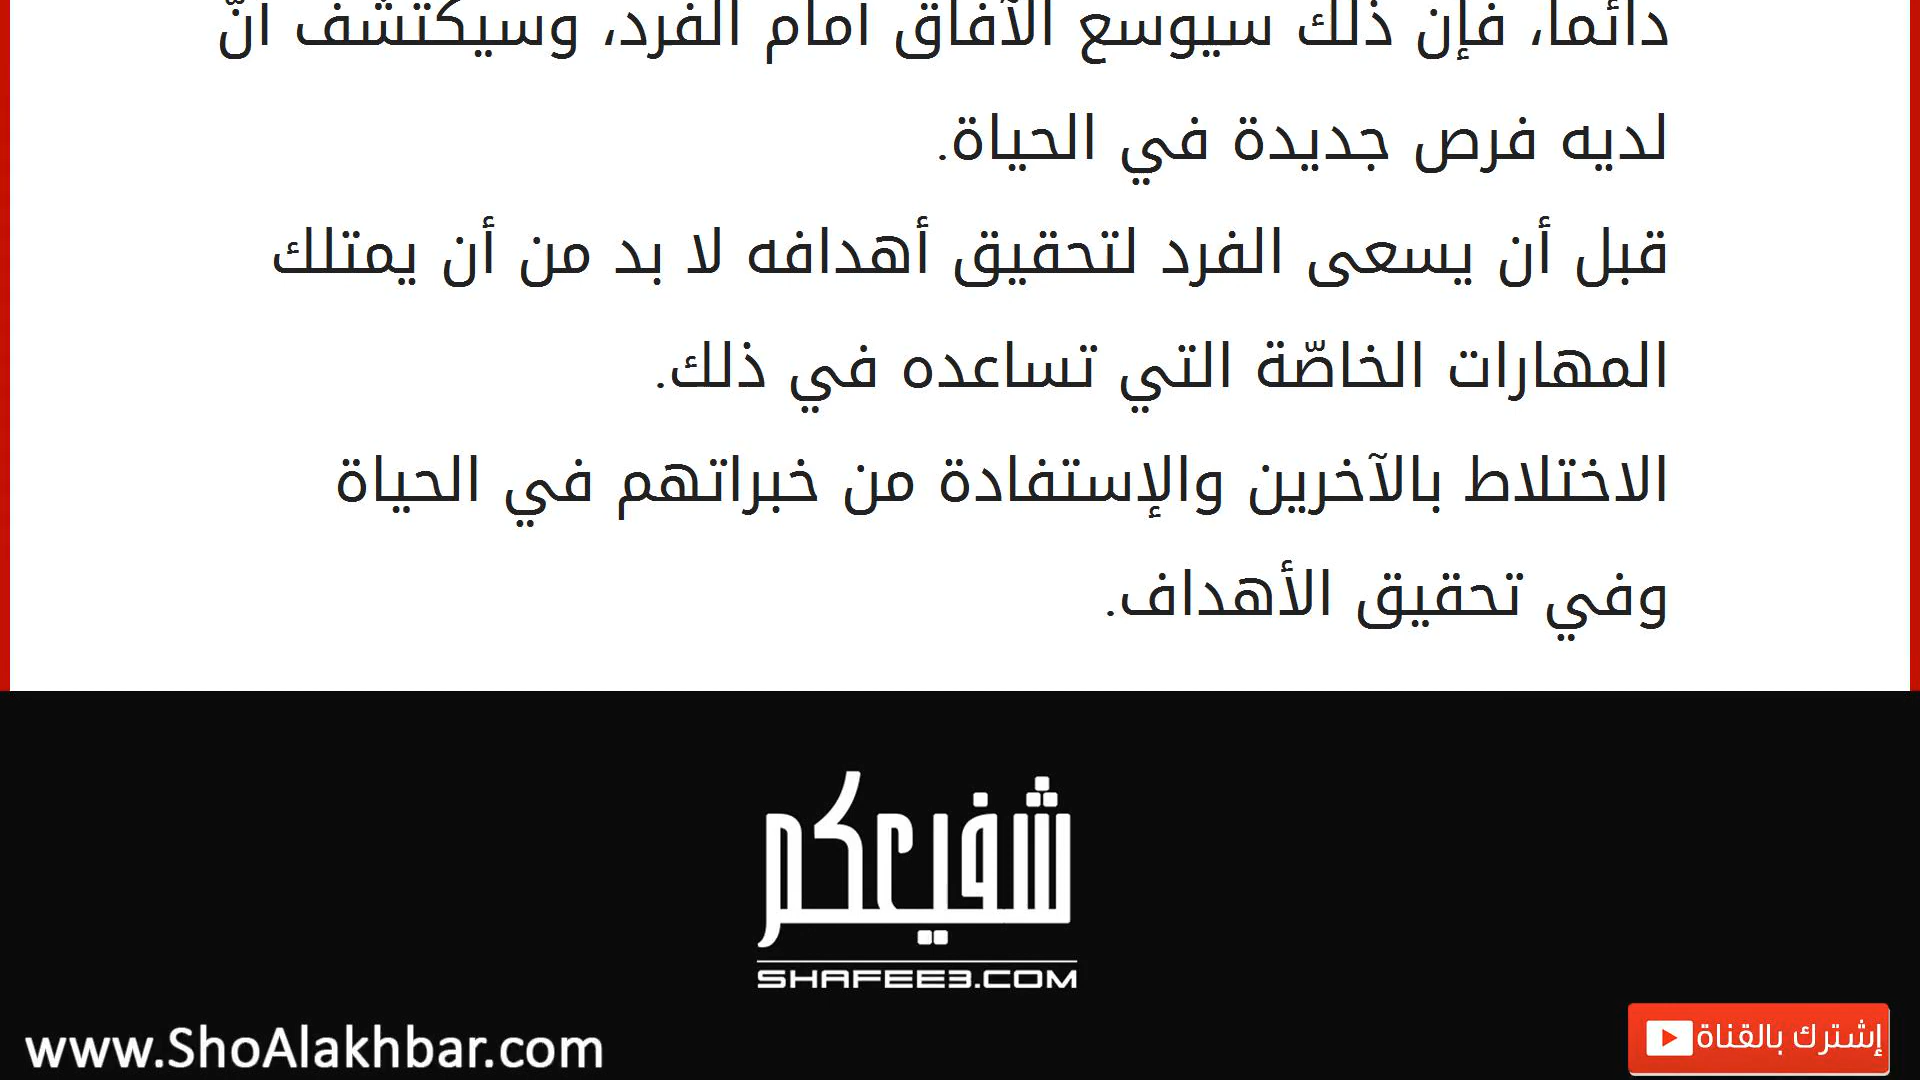 دائما، فإن ذلك سيوسع الآفاق أمام الفرد، وسيكتشف أنّ
لديه فرص جديدة في الحياة.
قبل أن يسعى الفرد لتحقيق أهدافه لا بد من أن يمتلك
المهارات الخاصّة التي تساعده في ذلك.
الاختلاط بالآخرين والإستفادة من خبراتهم في الحياة
وفي تحقيق الأهداف.
شفيعكم
SHAFEE3.COM
www.ShoAlakhbar.com
إشترك بالقناة